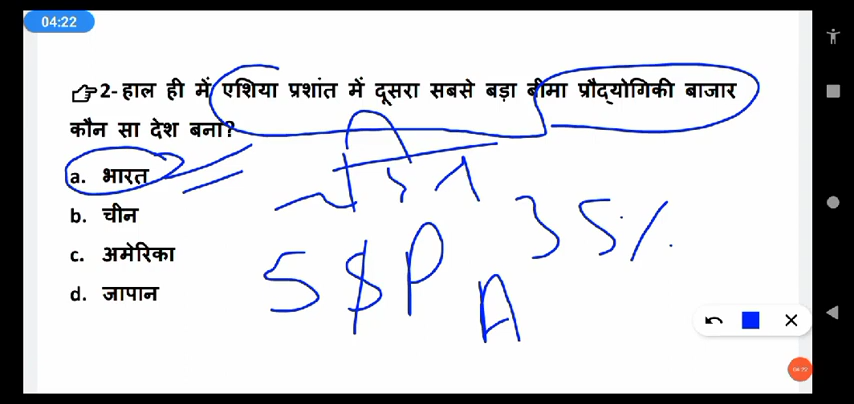 04:22
2- हाल ही में एशिया प्रशांत में दूसरा सबसे बड़ा बीमा प्रौद्योगिकी बाजार
कौन सा देश बना?
a. भारत
b. चीन
c. अमेरिका
d. जापान
35%
5 $ P
A